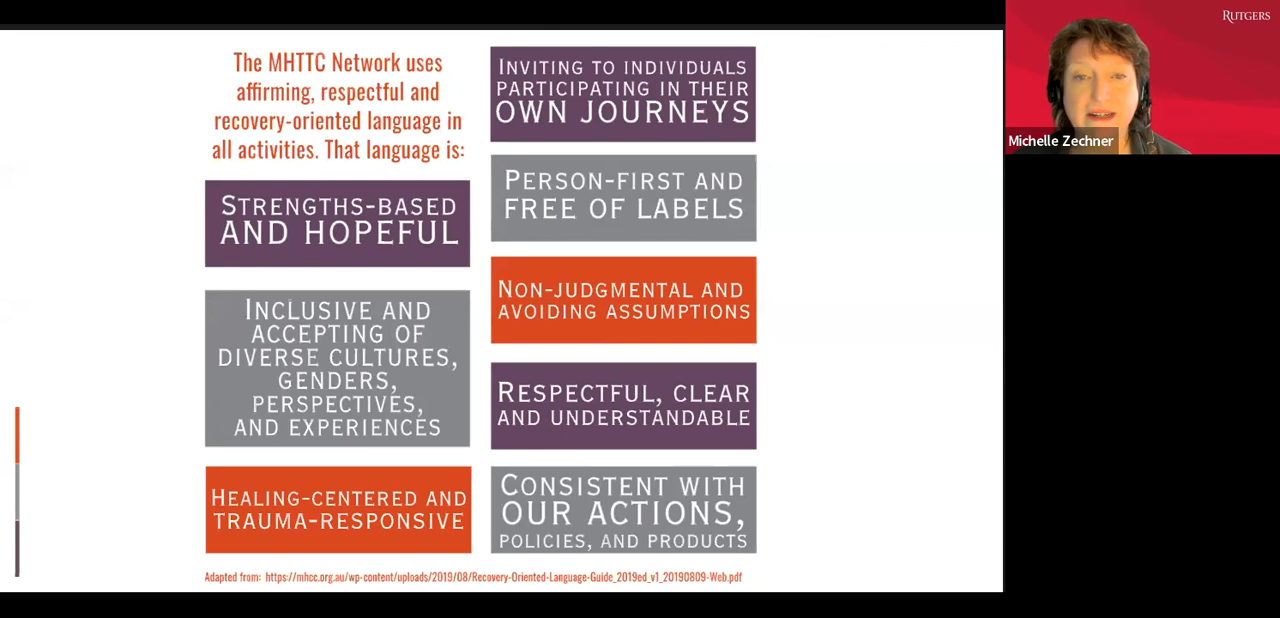 The MHTTC Network uses
affirming, respectful and
recovery-oriented language in
all activities. That language is:
STRENGTHS-BASED
AND HOPEFUL
INCLUSIVE AND
ACCEPTING OF
DIVERSE CULTURES,
GENDERS,
PERSPECTIVES,
AND EXPERIENCES
HEALING-CENTERED AND
TRAUMA-RESPONSIVE
INVITING TO INDIVIDUALS
PARTICIPATING IN THEIR
OWN JOURNEYS
PERSON-FIRST AND
FREE OF LABELS
NON-JUDGMENTAL AND
AVOIDING ASSUMPTIONS
RESPECTFUL, CLEAR
AND UNDERSTANDABLE
CONSISTENT WITH
OUR ACTIONS,
POLICIES, AND PRODUCTS
Adapted from: https://mhcc.org.au/wp-content/uploads/2019/08/Recovery-Oriented-Language-Guide_2019ed_v1_20190809-Web.pdf
RUTGERS
Michelle Zechner